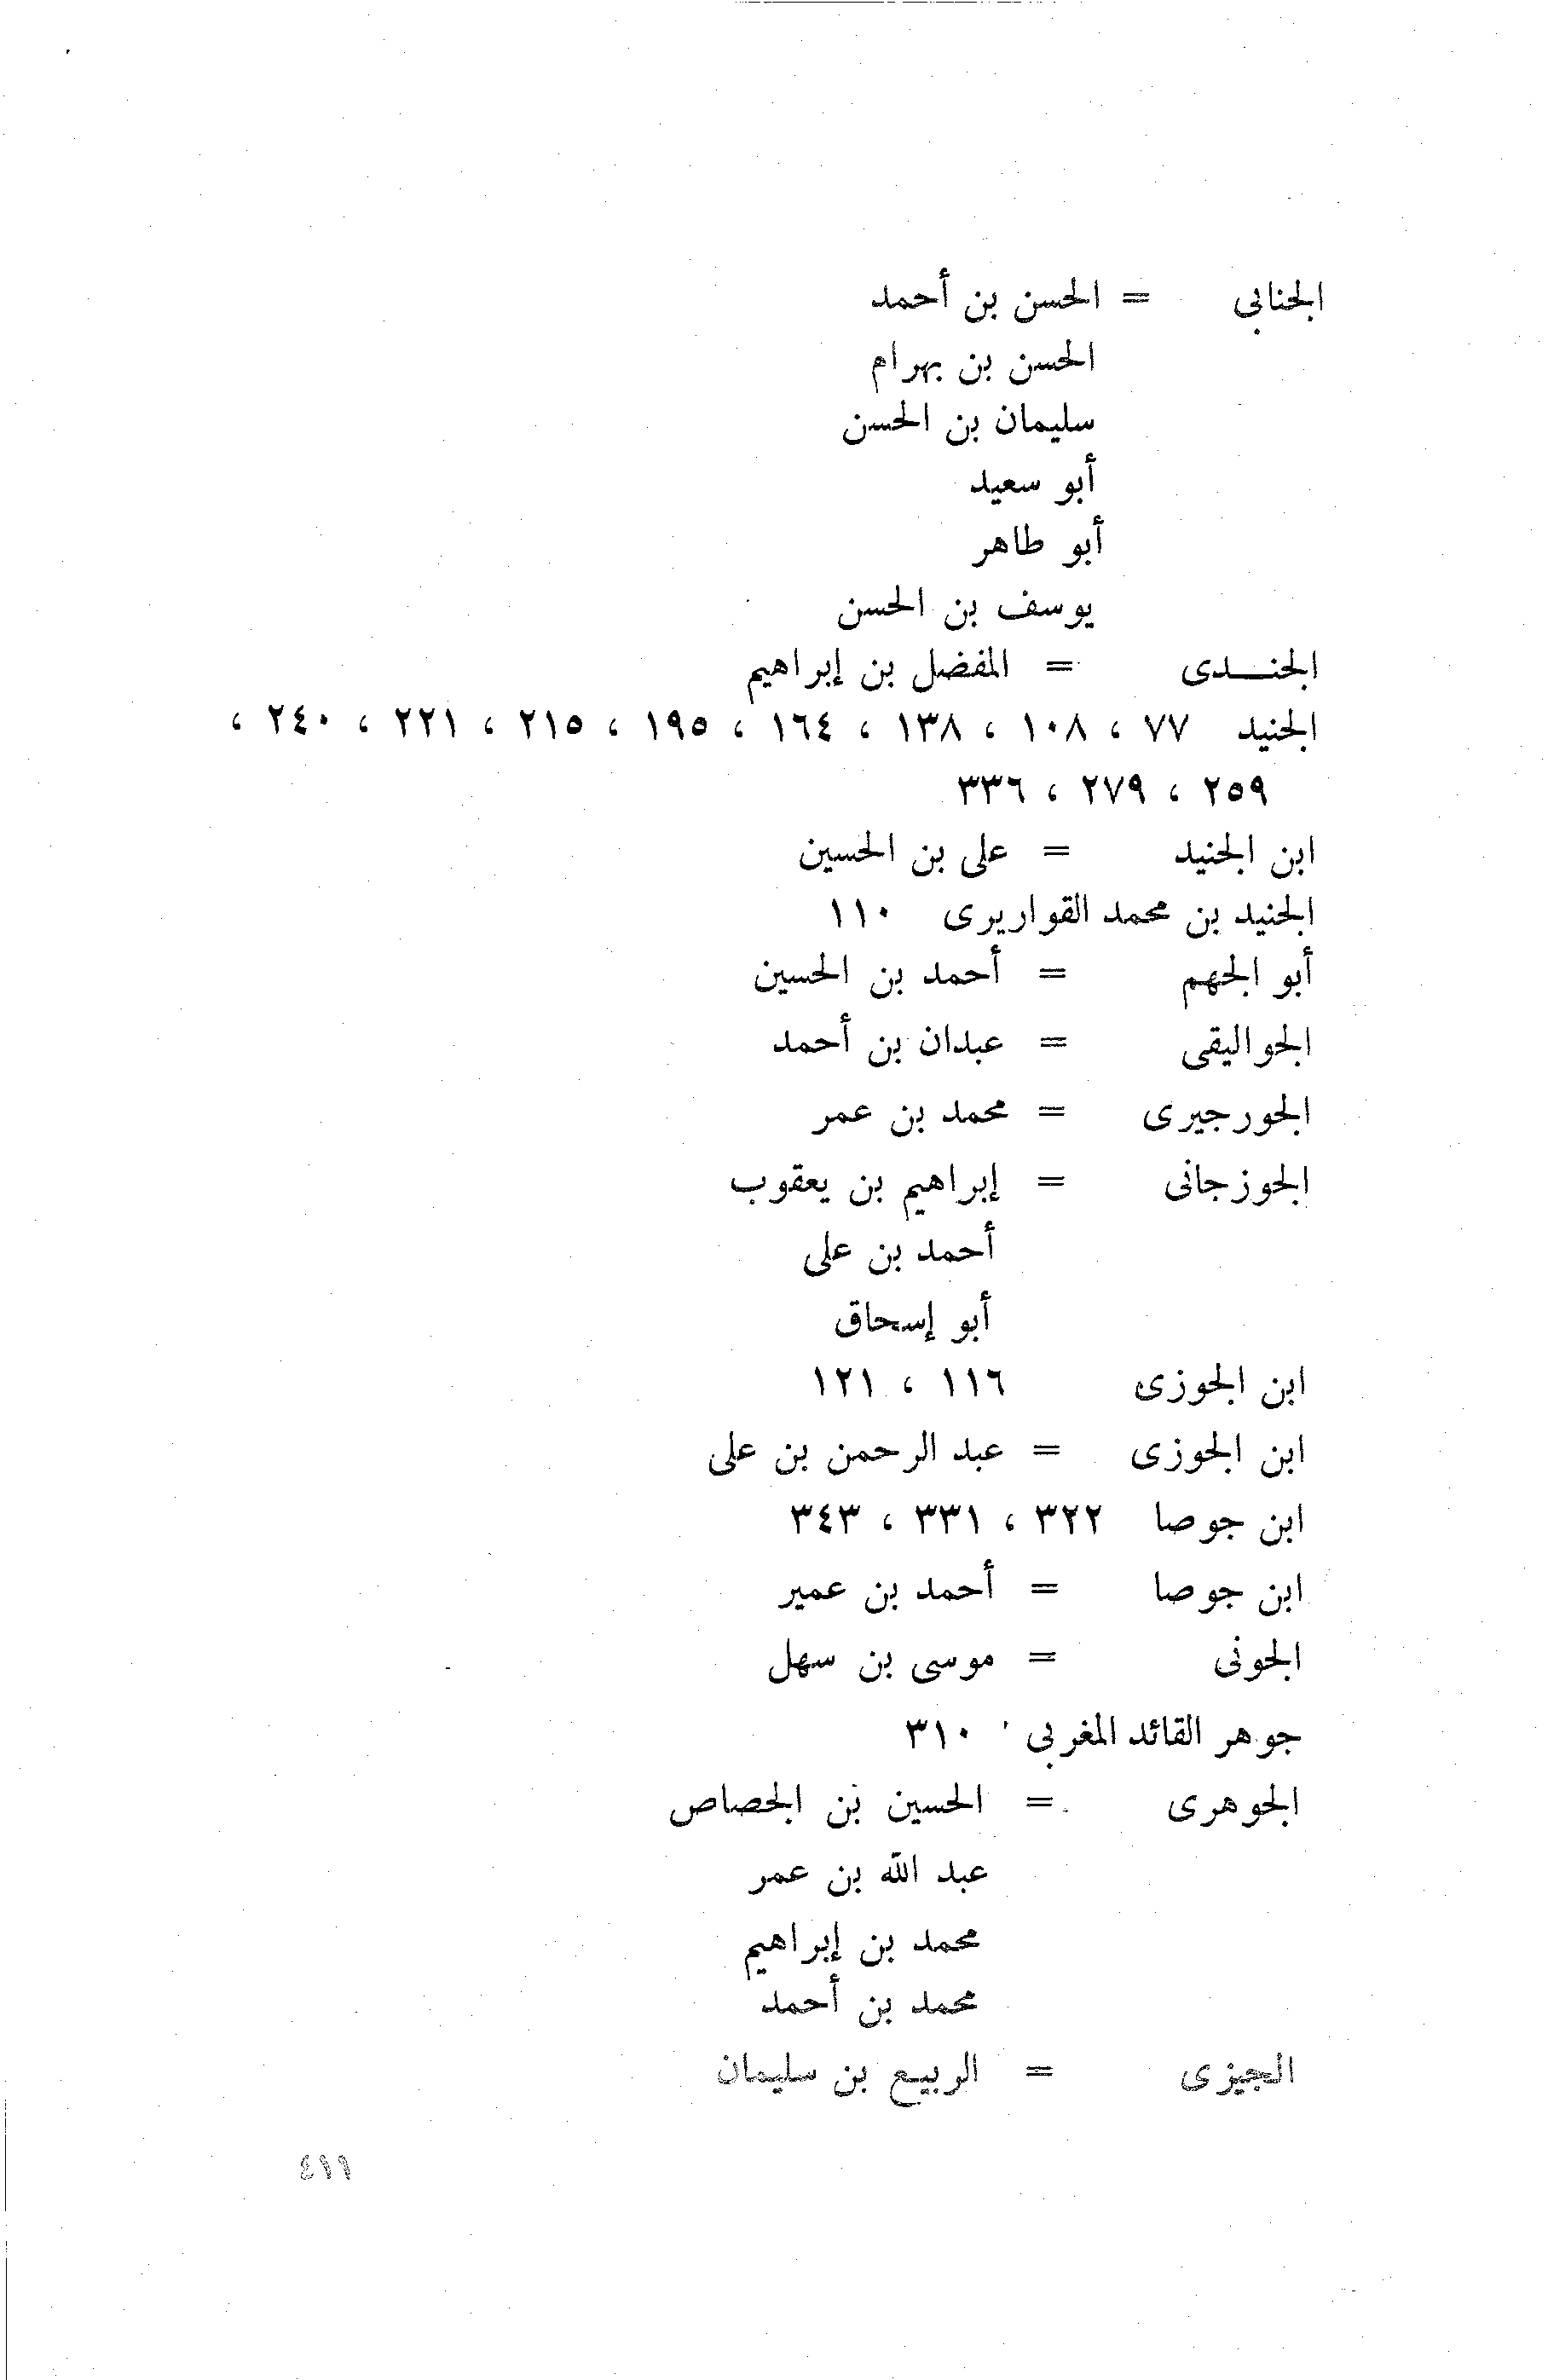 الجنابى = الحسن بن أحمد
الحسن بن بهرام
سليمان بن الحسن
أبو سعيد
أبو طاهر
يوسف بن الحسن
الجنـدى = المفضل بن إبراهيم
الجنيد ٧٧ ، ١٠٨ ، ١٣٨ ، ١٦٤ ، ١٩٥ ، ٢١٥ ، ٢٢١ ، ٢٤٠ ،
٢٥٩ ، ٢٧٩ ، ٣٣٦
ابن الجنيد = على بن الحسين
الجنيد بن محمد القواريرى ١١٠
أبو الجهم = أحمد بن الحسين
الجواليقى = عبدان بن أحمد
الجورجيرى = محمد بن عمر
الجوزجانى = إبراهيم بن يعقوب
أحمد بن على
أبو إسحاق
ابن الجوزى ١١٦ ، ١٢١
ابن الجوزى = عبد الرحمن بن على
ابن جوصا ٣٢٢ ، ٣٣١ ، ٣٤٣
ابن جوصا = أحمد بن عمير
الجونى = موسى بن سهل
جوهر القائد المغربى ٣١٠
الجوهرى = الحسين بن الجصاص
عبد الله بن عمر
محمد بن إبراهيم
محمد بن أحمد
الجيزى = الربيع بن سليمان
٤١١